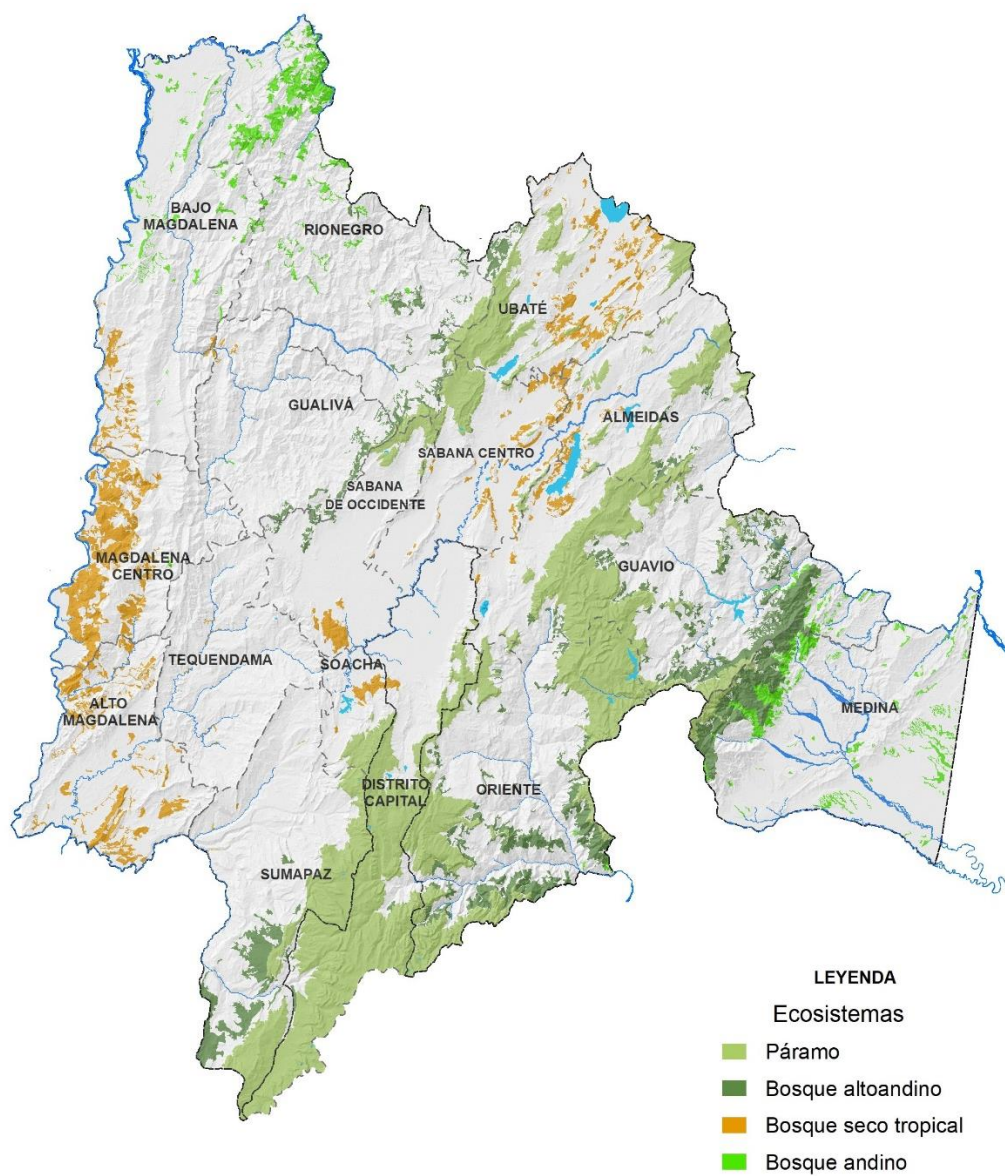 BAJO
MAGDALENA
RIONEGRO
UBATÉ
GUALIVÁ
ALMEIDAS
SABANA CENTRO
SABANA
DE OCCIDENTE
MAGDALENA
CENTRO
GUAVIO
TEQUENDAMA
SOACHA
ALTO
MAGDALENA
MEDINA
DISTRITO
CAPITAL
ORIENTE
SUMAPAZ
LEYENDA
Ecosistemas
Páramo
Bosque altoandino
Bosque seco tropical
Bosque andino